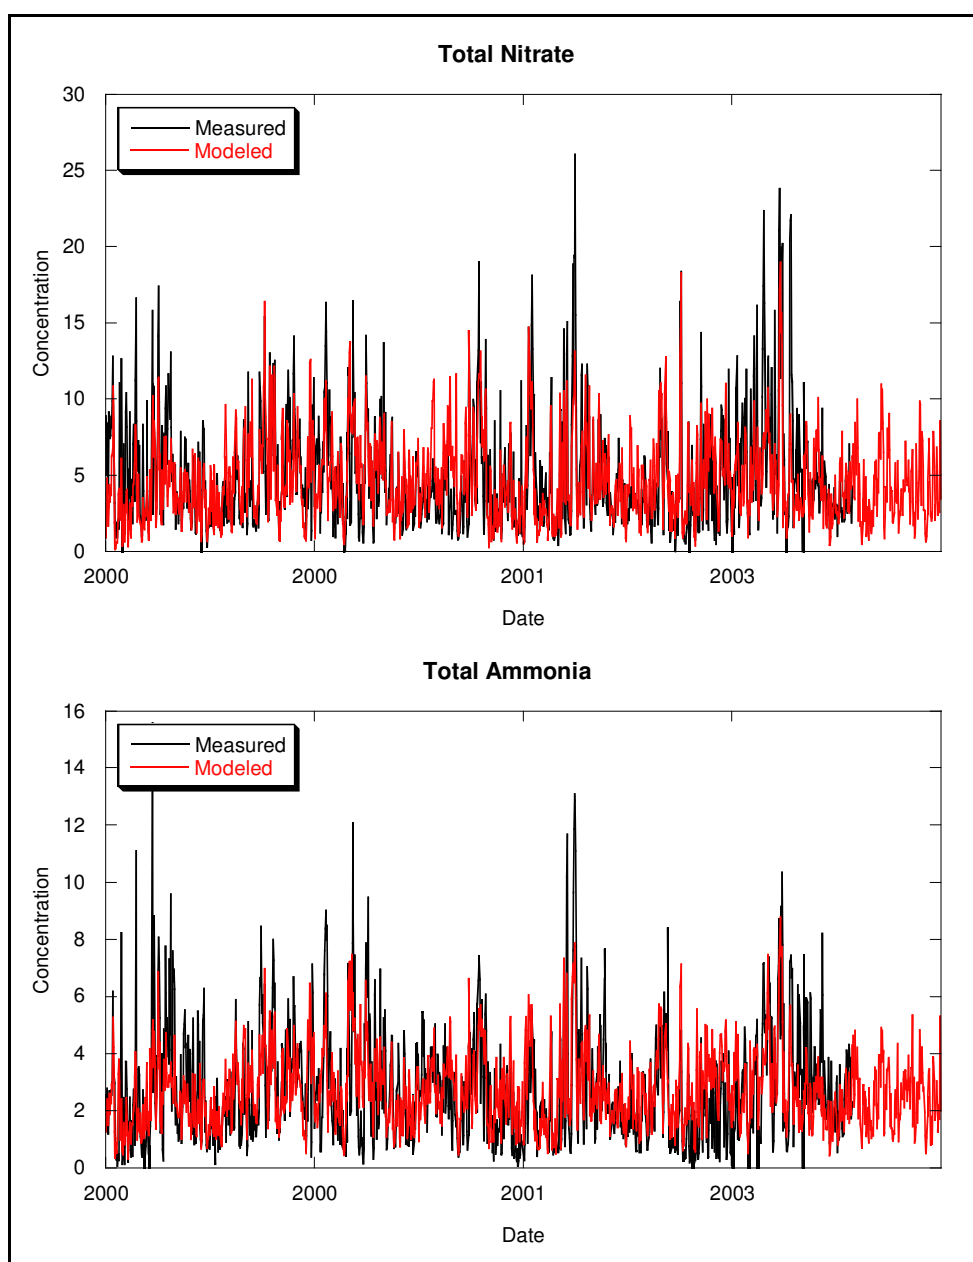 Total Nitrate
30
25
20
15
10
5
0
Concentration
Measured
Modeled
2000
2000
2001
2003
Date
Total Ammonia
16
14
12
10
8
6
4
2
0
Concentration
Measured
Modeled
2000
2000
2001
2003
Date